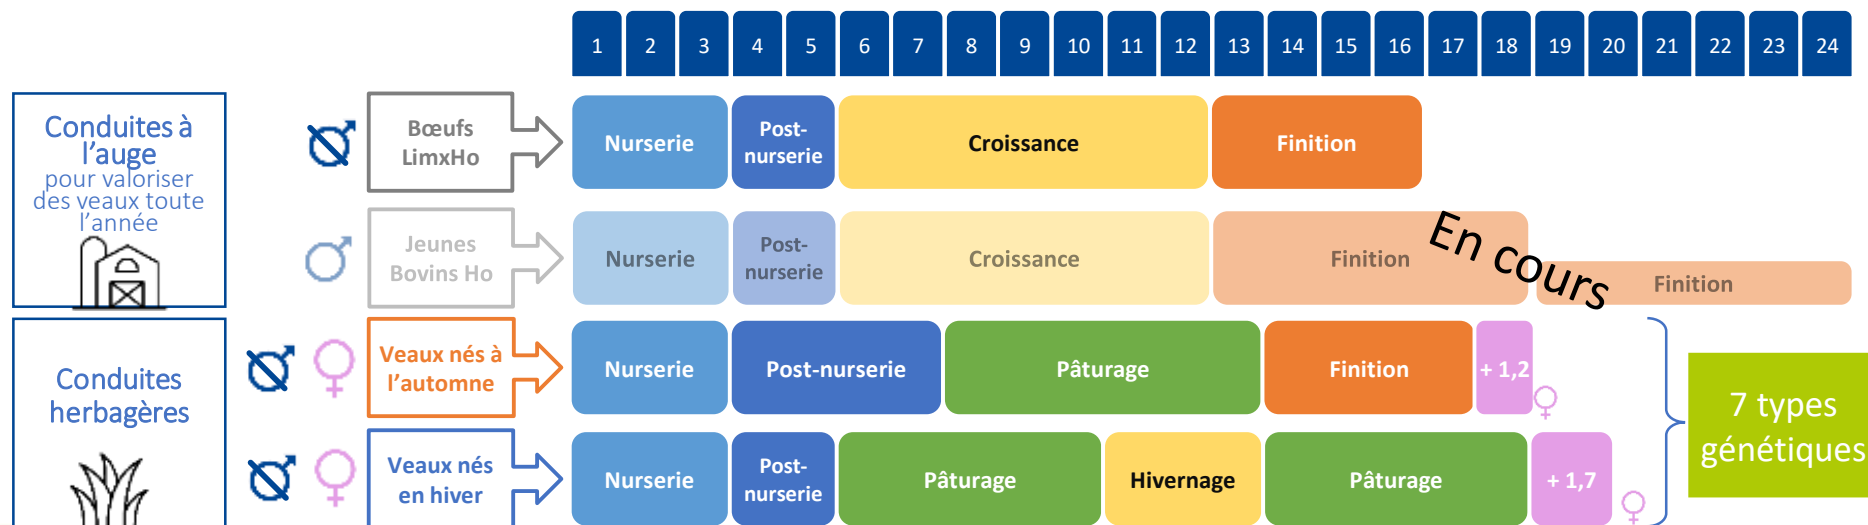 1 2 3 4 5 6 7 8 9 10 11 12 13 14 15 16 17 18 19 20 21 22 23 24
Conduites à
l'auge
pour valoriser
des veaux toute
l'année
Bœufs
LimxHo
Nurserie
Post-
nurserie
Croissance
Finition
Jeunes
Bovins Ho
Nurserie
Post-
nurserie
Croissance
Finition
En cours
Finition
Conduites
herbagères
Veaux nés à
l'automne
Nurserie
Post-nurserie
Pâturage
Finition
+ 1,2
Veaux nés
en hiver
Nurserie
Post-
nurserie
Pâturage
Hivernage
Pâturage
+ 1,7
7 types
génétiques